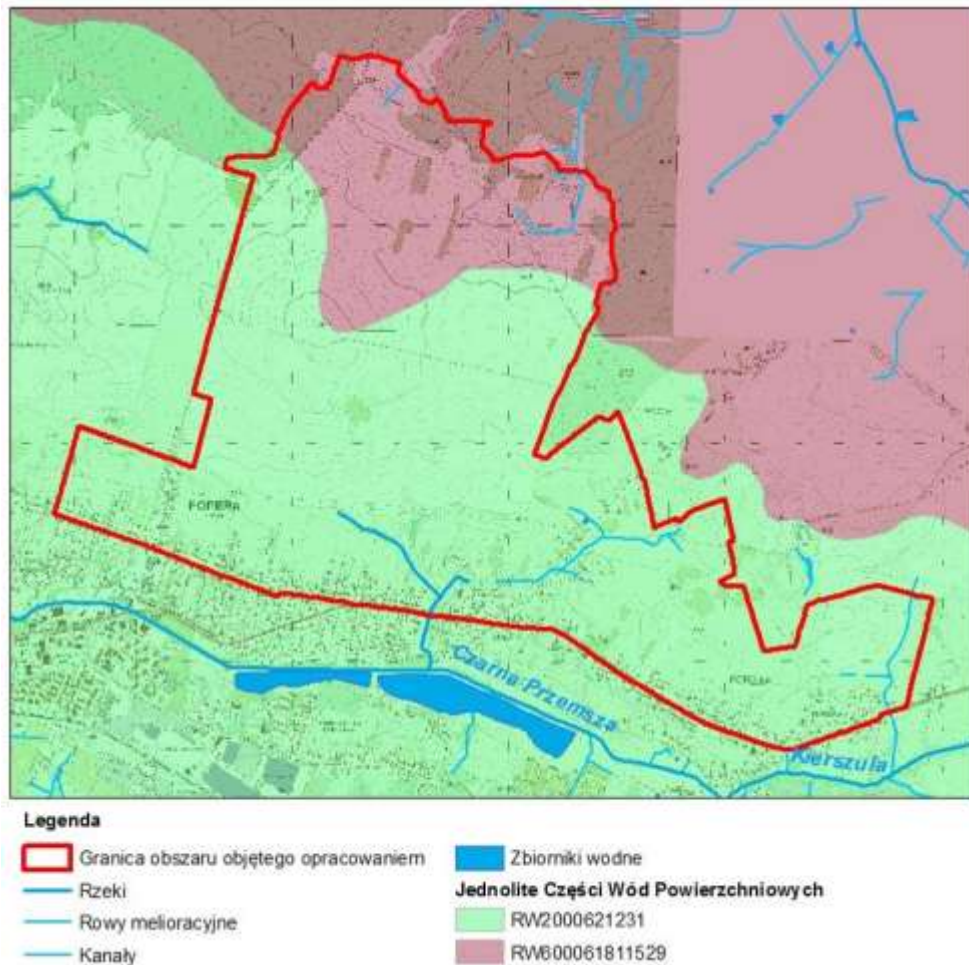 Czarna Przemsza
Kierszula
Legenda
Granica obszaru objętego opracowaniem
Rzeki
Rowy melioracyjne
Kanały
Zbiorniki wodne
Jednolite Części Wód Powierzchniowych
RW2000621231
RW600061811529